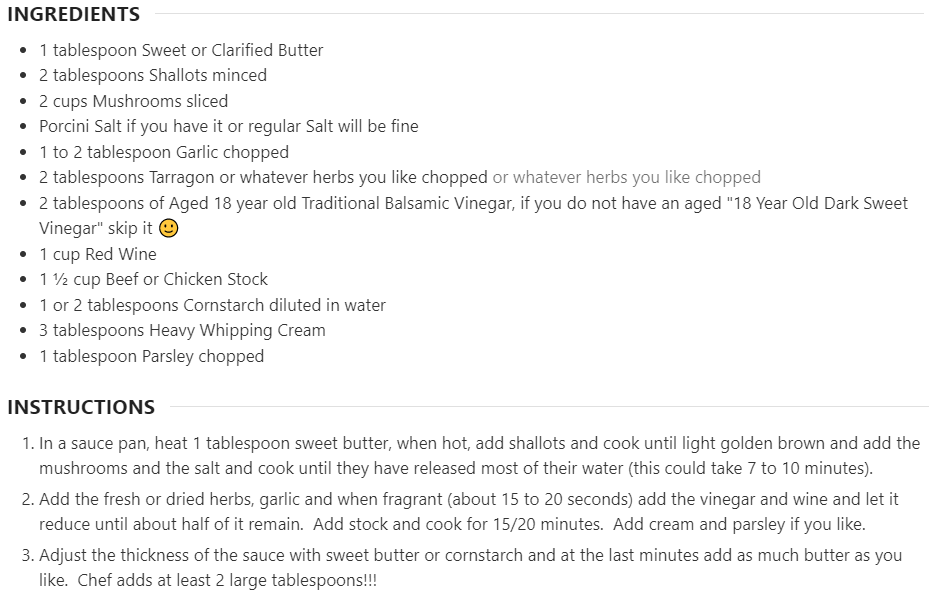 INGREDIENTS
• 1 tablespoon Sweet or Clarified Butter
• 2 tablespoons Shallots minced
• 2 cups Mushrooms sliced
• Porcini Salt if you have it or regular Salt will be fine
• 1 to 2 tablespoon Garlic chopped
• 2 tablespoons Tarragon or whatever herbs you like chopped or whatever herbs you like chopped
• 2 tablespoons of Aged 18 year old Traditional Balsamic Vinegar, if you do not have an aged "18 Year Old Dark Sweet
Vinegar" skip it 🙂
• 1 cup Red Wine
• 1 ½ cup Beef or Chicken Stock
• 1 or 2 tablespoons Cornstarch diluted in water
• 3 tablespoons Heavy Whipping Cream
• 1 tablespoon Parsley chopped
INSTRUCTIONS
1. In a sauce pan, heat 1 tablespoon sweet butter, when hot, add shallots and cook until light golden brown and add the
mushrooms and the salt and cook until they have released most of their water (this could take 7 to 10 minutes).
2. Add the fresh or dried herbs, garlic and when fragrant (about 15 to 20 seconds) add the vinegar and wine and let it
reduce until about half of it remain.  Add stock and cook for 15/20 minutes.  Add cream and parsley if you like.
3. Adjust the thickness of the sauce with sweet butter or cornstarch and at the last minutes add as much butter as you
like.  Chef adds at least 2 large tablespoons!!!